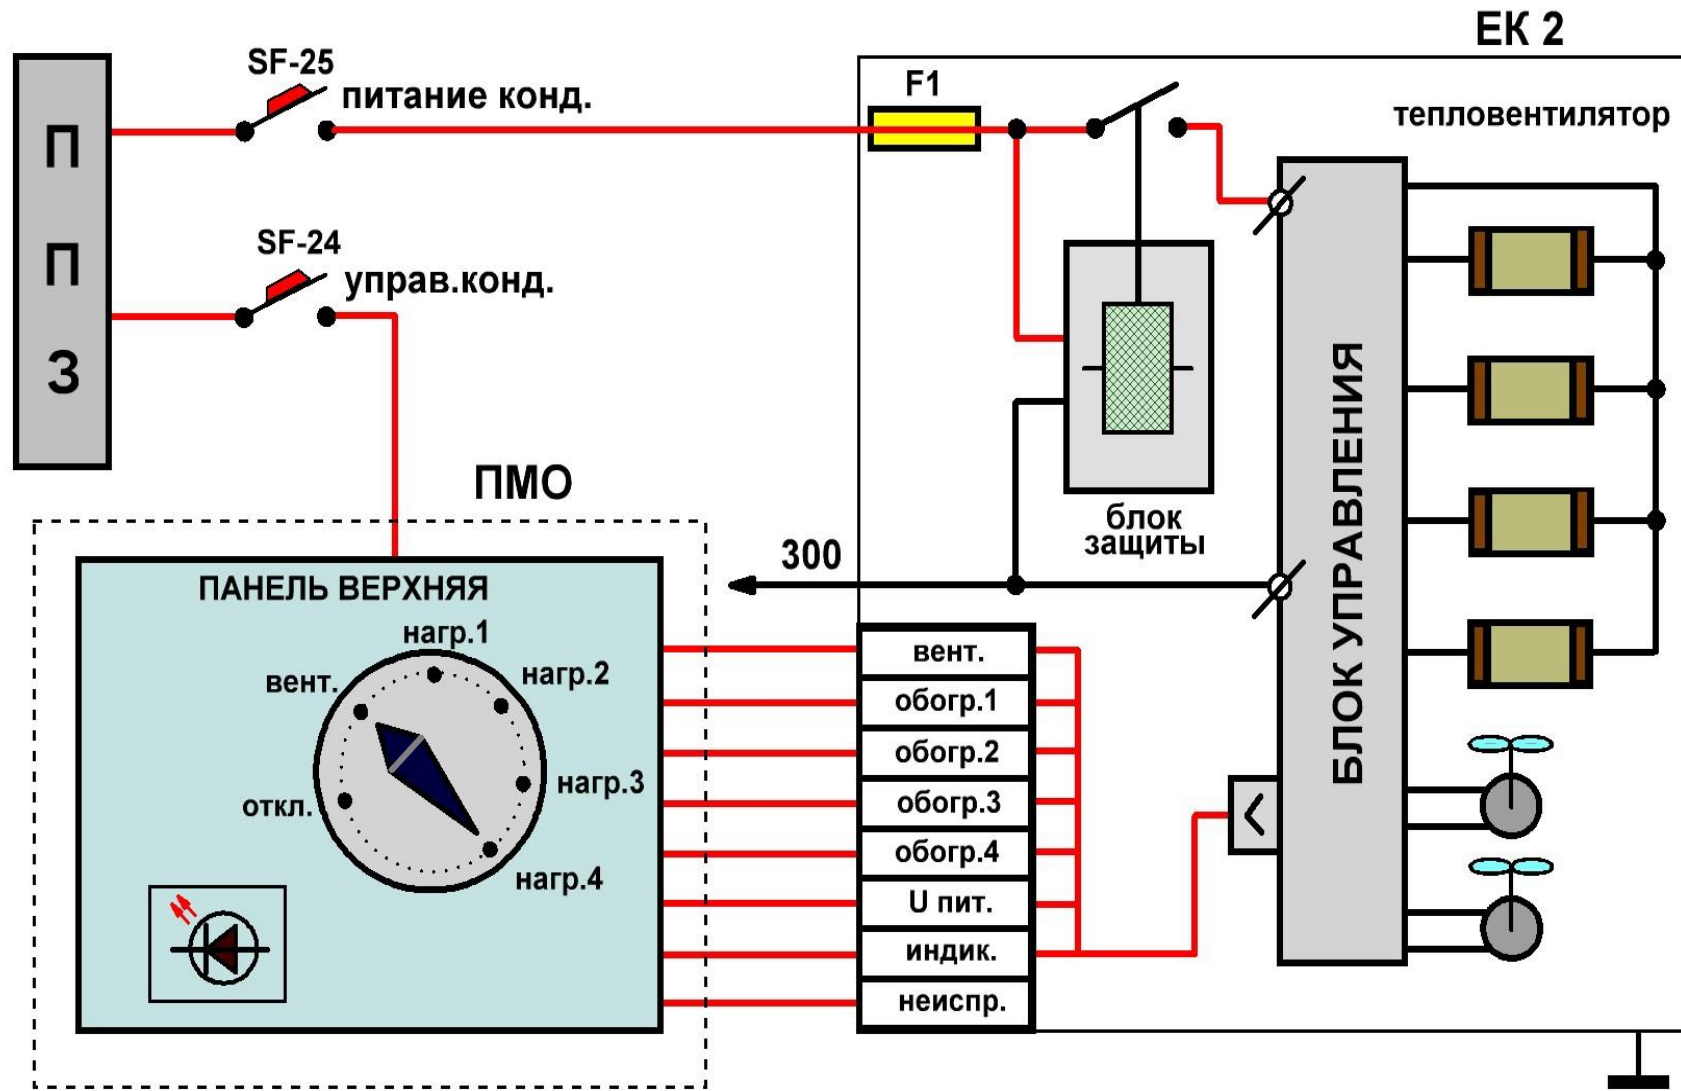 ЕК 2
SF-25
питание конд.
F1
тепловентилятор
П
П
З
SF-24
управ.конд.
блок
защиты
БЛОК УПРАВЛЕНИЯ
ПМО
300
ПАНЕЛЬ ВЕРХНЯЯ
нагр.1
вент.
нагр.2
нагр.3
откл.
нагр.4
вент.
обогр.1
обогр.2
обогр.3
обогр.4
U пит.
индик.
неиспр.